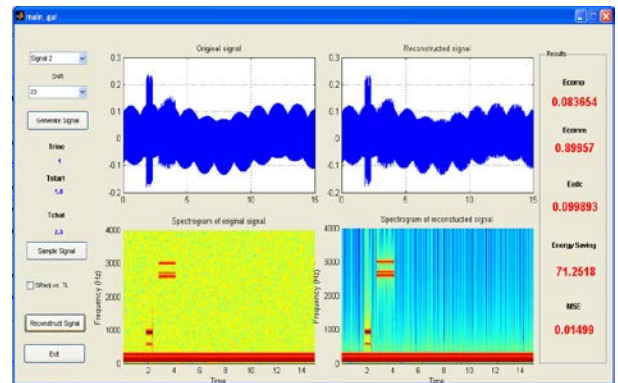 main_gui
Signal 2
SNR
23
Generate Signal
Trise
1
Tstart
1,8
Tchat
2,3
Sample Signal
SReq vs. TL
Reconstruct Signal
Exit
Original signal
0.3
0.2
0.1
0
-0.1
-0.2
0 5 10 15
Reconstructed signal
0.3
0.2
0.1
0
-0.1
-0.2
0 5 10 15
Spectrogram of original signal
Frequency (Hz)
4000
3000
2000
1000
0
2 4 6 8 10 12 14
Time
Spectrogram of reconstucted signal
Frequency (Hz)
4000
3000
2000
1000
0
2 4 6 8 10 12 14
Time
Results
Ecomp
0.083654
Ecomm
0.89957
Eadc
0.099893
Energy Saving
71.2518
MSE
0.01499